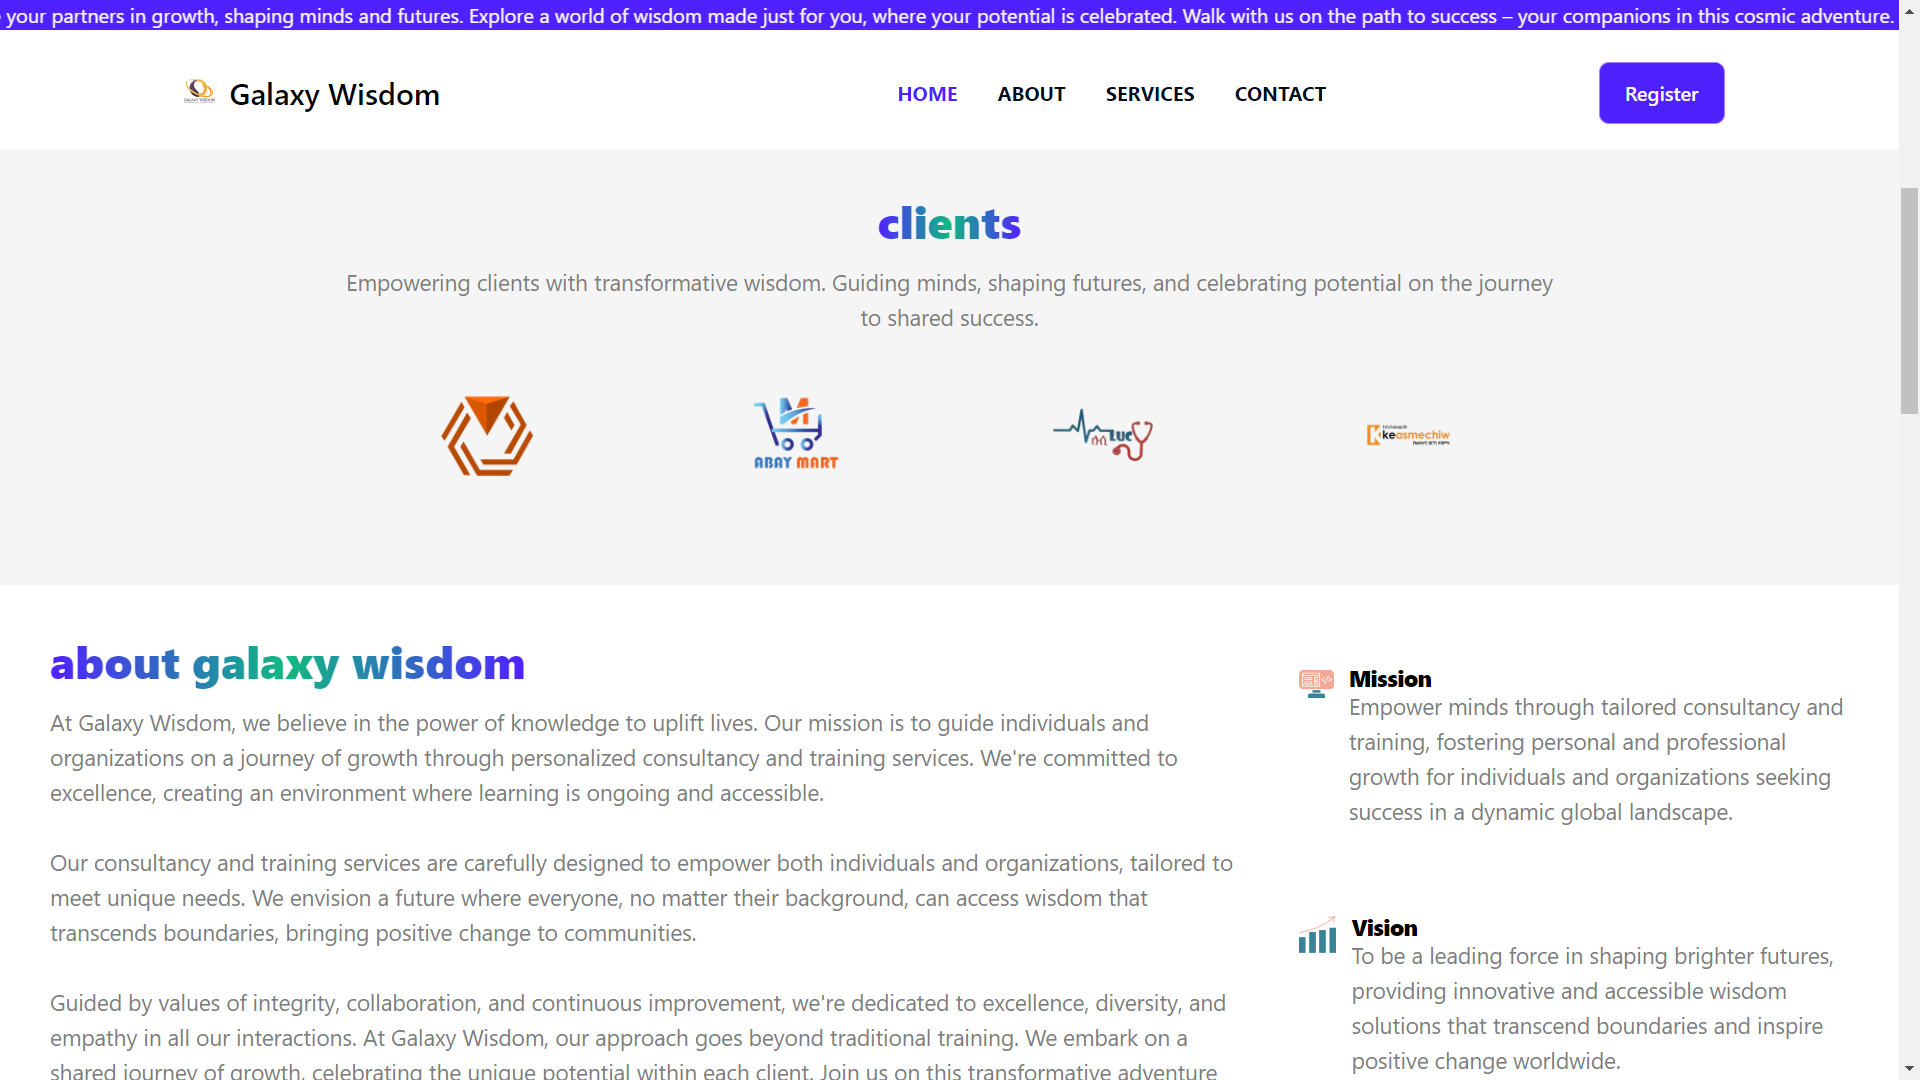 your partners in growth, shaping minds and futures. Explore a world of wisdom made just for you, where your potential is celebrated. Walk with us on the path to success – your companions in this cosmic adventure.
Galaxy Wisdom
HOME
ABOUT
SERVICES
CONTACT
Register
clients
Empowering clients with transformative wisdom. Guiding minds, shaping futures, and celebrating potential on the journey
to shared success.
ABAY MART
LUCY
keasmechiw
about galaxy wisdom
At Galaxy Wisdom, we believe in the power of knowledge to uplift lives. Our mission is to guide individuals and
organizations on a journey of growth through personalized consultancy and training services. We're committed to
excellence, creating an environment where learning is ongoing and accessible.
Our consultancy and training services are carefully designed to empower both individuals and organizations, tailored to
meet unique needs. We envision a future where everyone, no matter their background, can access wisdom that
transcends boundaries, bringing positive change to communities.
Guided by values of integrity, collaboration, and continuous improvement, we're dedicated to excellence, diversity, and
empathy in all our interactions. At Galaxy Wisdom, our approach goes beyond traditional training. We embark on a
shared journey of growth, celebrating the unique potential within each client. Join us on this transformative adventure
Mission
Empower minds through tailored consultancy and
training, fostering personal and professional
growth for individuals and organizations seeking
success in a dynamic global landscape.
Vision
To be a leading force in shaping brighter futures,
providing innovative and accessible wisdom
solutions that transcend boundaries and inspire
positive change worldwide.